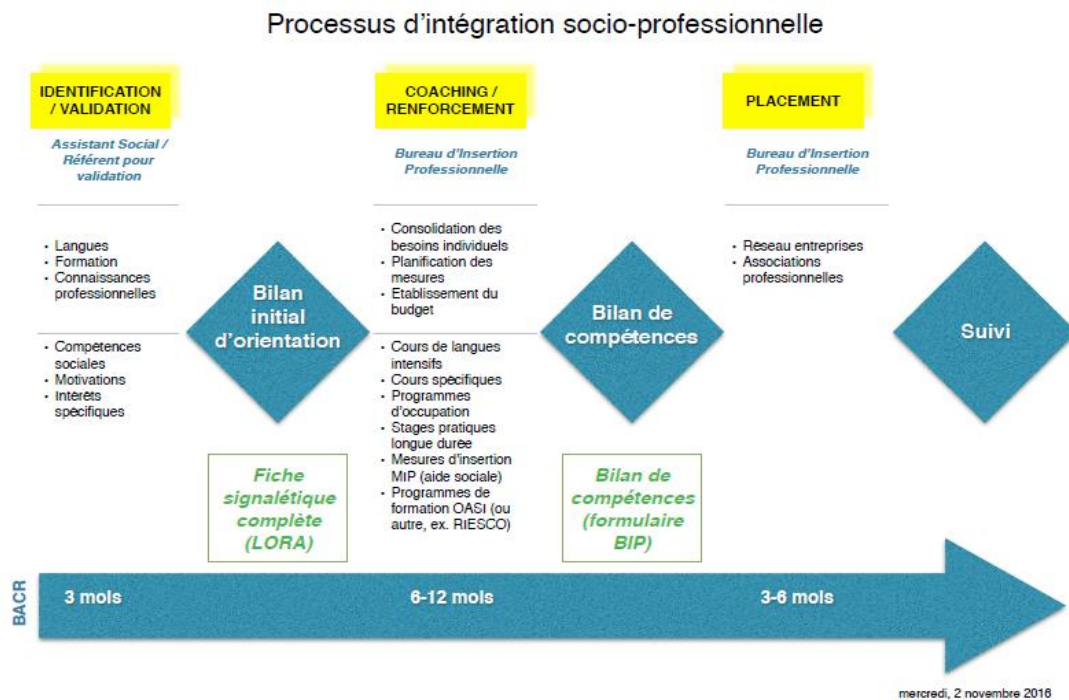 Processus d'intégration socio-professionnelle
IDENTIFICATION
/ VALIDATION
Assistant Social /
Référent pour
validation
• Langues
• Formation
• Connaissances
professionnelles
• Compétences
sociales
• Motivations
• Intérêts
spécifiques
Bilan
initial
d'orientation
Fiche
signalétique
complète
(LORA)
COACHING /
RENFORCEMENT
Bureau d'Insertion
Professionnelle
• Consolidation des
besoins individuels
• Planification des
mesures
• Etablissement du
budget
• Cours de langues
intensifs
• Cours spécifiques
• Programmes
d'occupation
• Stages pratiques
longue durée
• Mesures d'insertion
MIP (aide sociale)
• Programmes de
formation OASI (ou
autre, ex. RIESCO)
Bilan de
compétences
Bilan de
compétences
(formulaire
BIP)
PLACEMENT
Bureau d'Insertion
Professionnelle
• Réseau entreprises
• Associations
professionnelles
Suivi
BACR
3 mois
6-12 mois
3-6 mois
mercredi, 2 novembre 2016